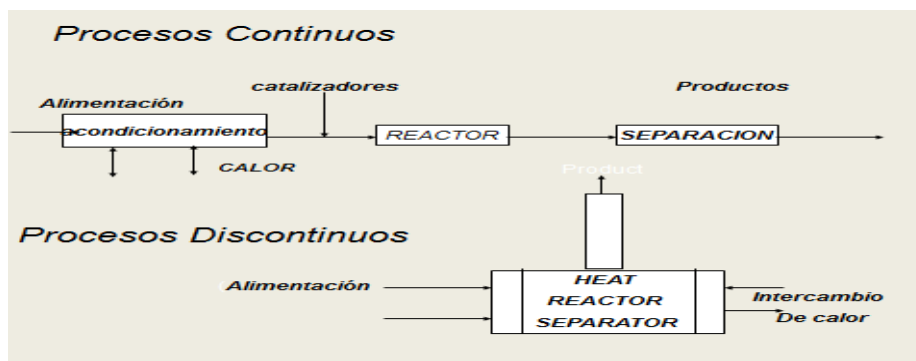 Procesos Continuos
catalizadores
Productos
Alimentación
acondicionamiento
REACTOR
SEPARACION
CALOR
Product
Procesos Discontinuos
(Alimentación
HEAT
REACTOR
SEPARATOR
Intercambio
De calor